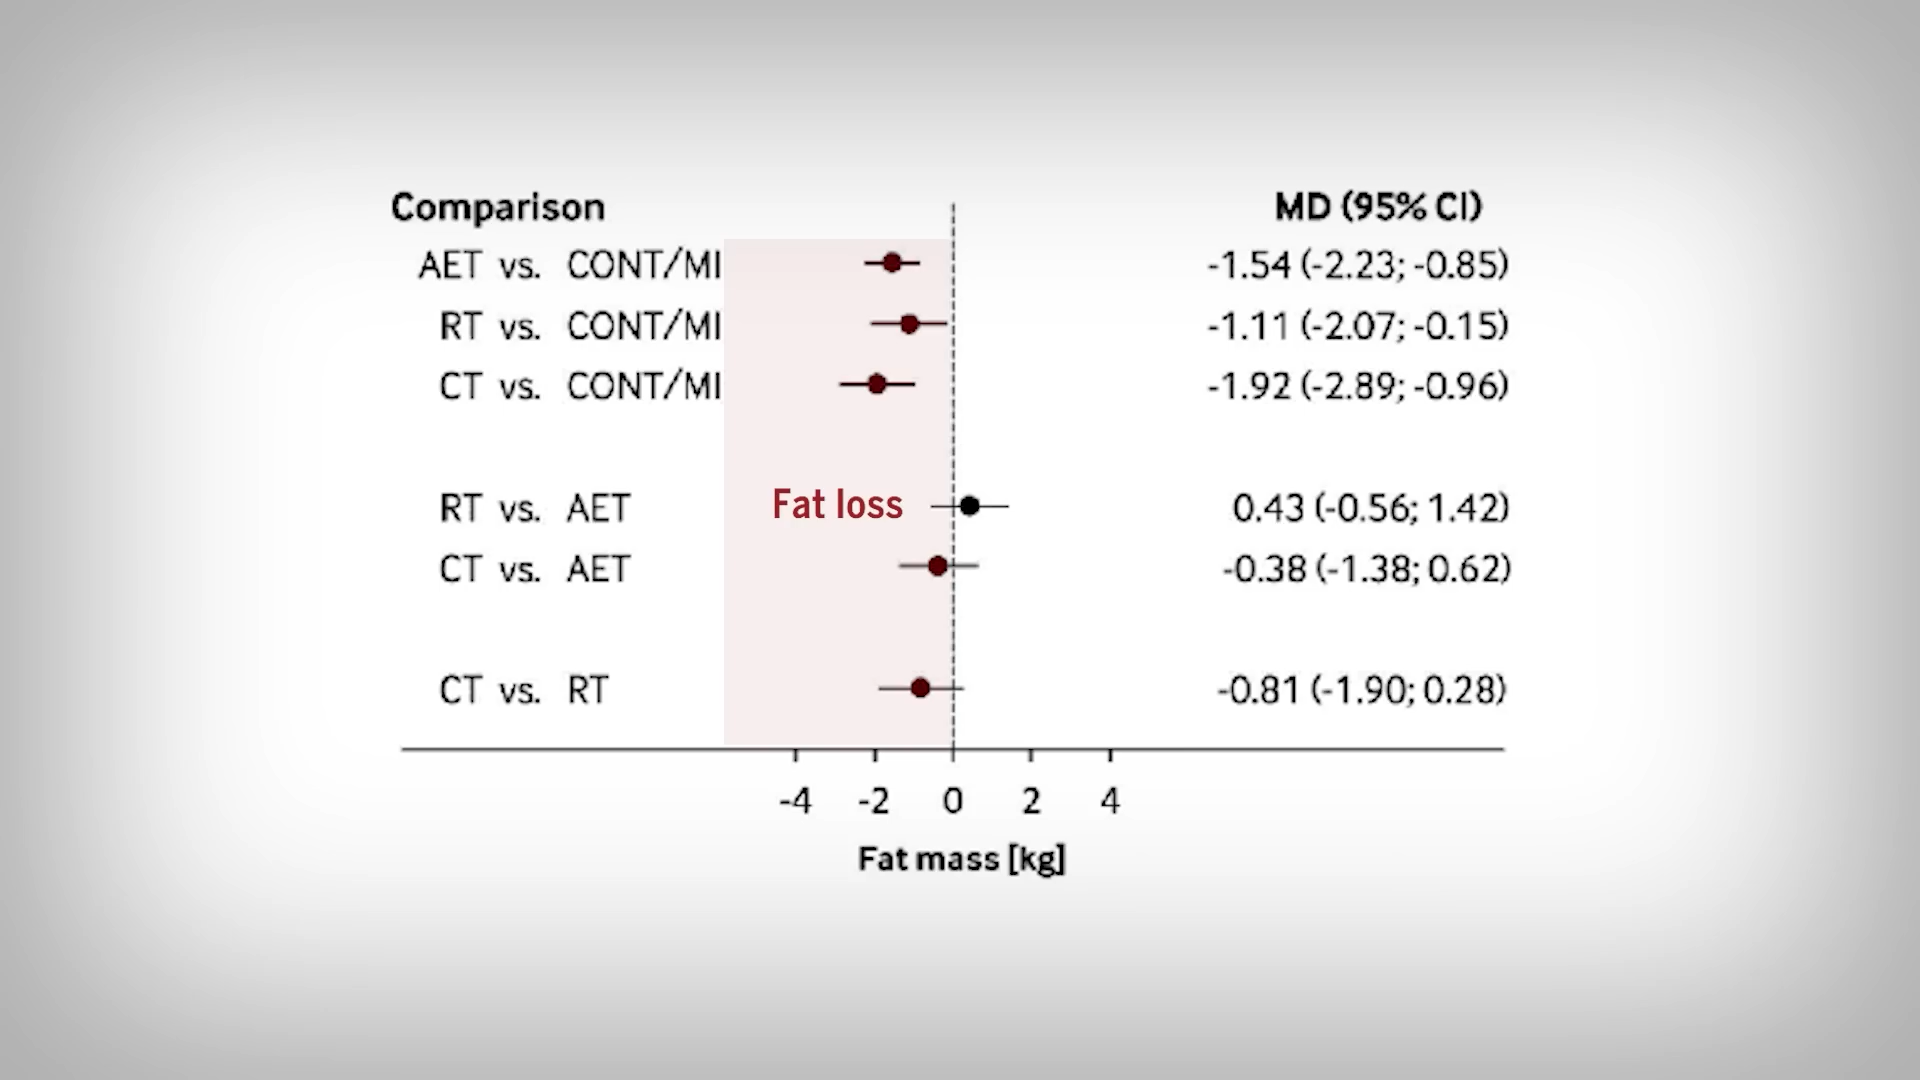 Comparison MD (95% CI)
AET vs. CONT/MI -1.54 (-2.23; -0.85)
RT vs. CONT/MI -1.11 (-2.07; -0.15)
CT vs. CONT/MI -1.92 (-2.89; -0.96)
RT vs. AET Fat loss 0.43 (-0.56; 1.42)
CT vs. AET -0.38 (-1.38; 0.62)
CT vs. RT -0.81 (-1.90; 0.28)
-4 -2 0 2 4
Fat mass [kg]